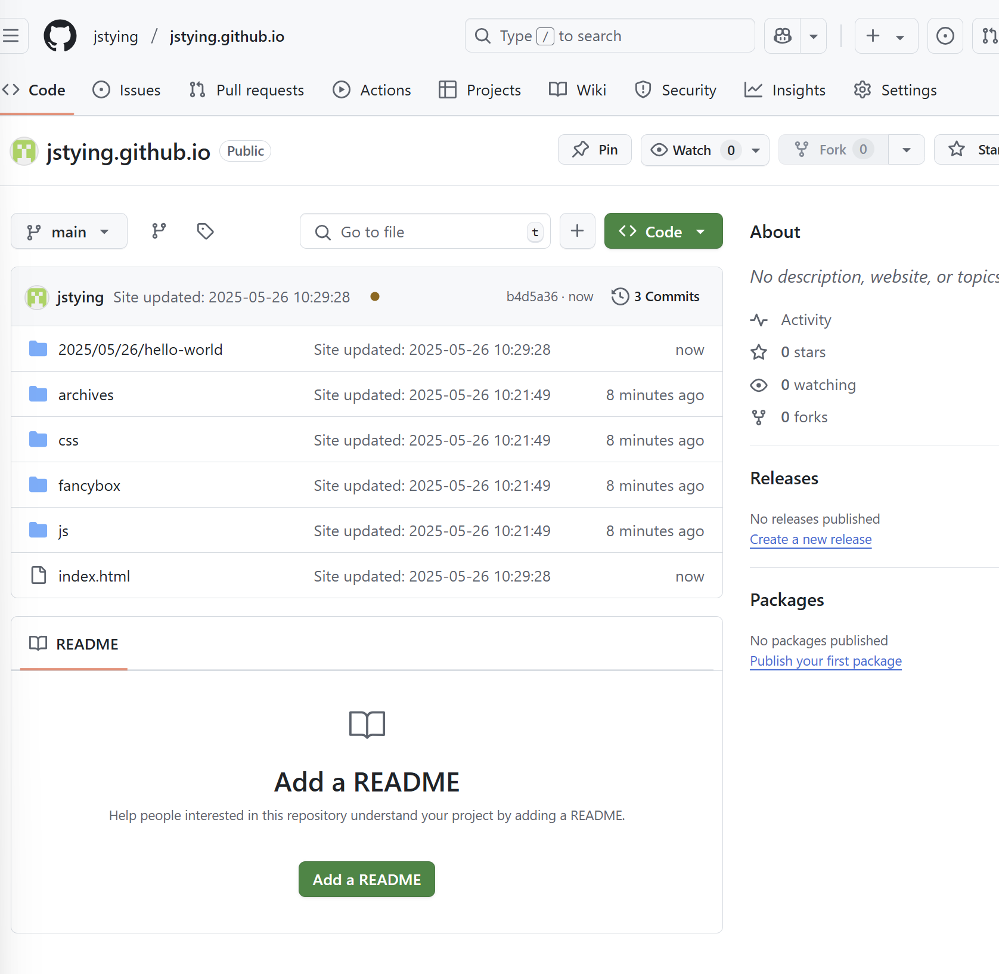 jstying / jstying.github.io
Type / to search
Code
Issues
Pull requests
Actions
Projects
Wiki
Security
Insights
Settings
jstying.github.io Public
Pin
Watch 0
Fork 0
main
Go to file t
Code
jstying Site updated: 2025-05-26 10:29:28 b4d5a36 · now 3 Commits
2025/05/26/hello-world Site updated: 2025-05-26 10:29:28 now
archives Site updated: 2025-05-26 10:21:49 8 minutes ago
css Site updated: 2025-05-26 10:21:49 8 minutes ago
fancybox Site updated: 2025-05-26 10:21:49 8 minutes ago
js Site updated: 2025-05-26 10:21:49 8 minutes ago
index.html Site updated: 2025-05-26 10:29:28 now
README
Add a README
Help people interested in this repository understand your project by adding a README.
Add a README
About
No description, website, or topics
Activity
0 stars
0 watching
0 forks
Releases
No releases published
Create a new release
Packages
No packages published
Publish your first package